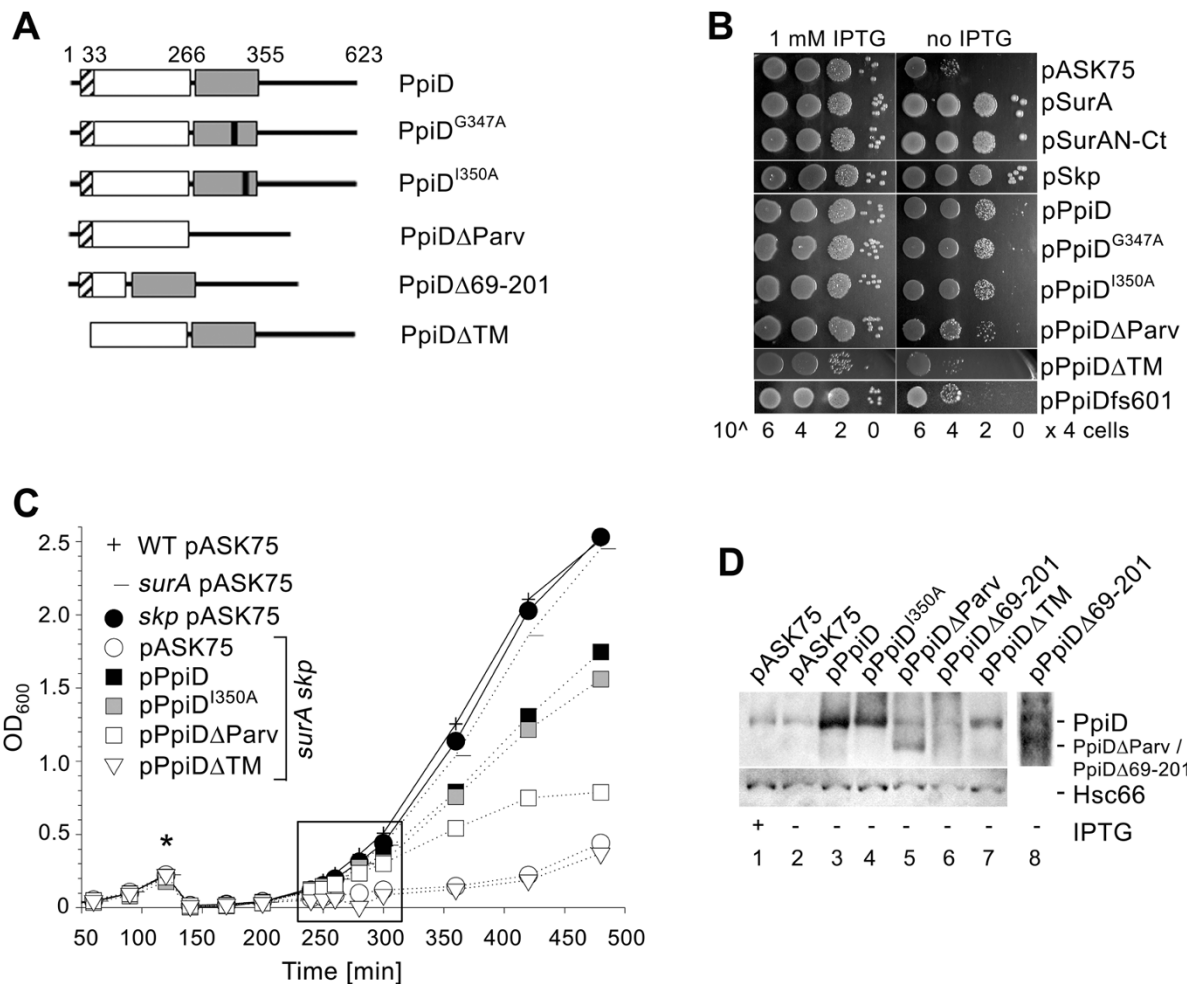 A
1 33 266 355 623
PpiD
PpiD^G347A
PpiD^I350A
PpiDΔParv
PpiDΔ69-201
PpiDΔTM
B
1 mM IPTG no IPTG
pASK75
pSurA
pSurAN-Ct
pSkp
pPpiD
pPpiD^G347A
pPpiD^I350A
pPpiDΔParv
pPpiDΔTM
pPpiDfs601
10^ 6 4 2 0 6 4 2 0 x 4 cells
C
OD600
2.5
2.0
1.5
1.0
0.5
0
+ WT pASK75
– surA pASK75
skp pASK75
pASK75
pPpiD
pPpiD^I350A
pPpiDΔParv
pPpiDΔTM
surA skp
*
50 100 150 200 250 300 350 400 450 500
Time [min]
D
pASK75
pASK75
pPpiD
pPpiD^I350A
pPpiDΔParv
pPpiDΔ69-201
pPpiDΔTM
pPpiDΔ69-201
- PpiD
- PpiDΔParv /
PpiDΔ69-201
- Hsc66
+ - - - - - - - IPTG
1 2 3 4 5 6 7 8